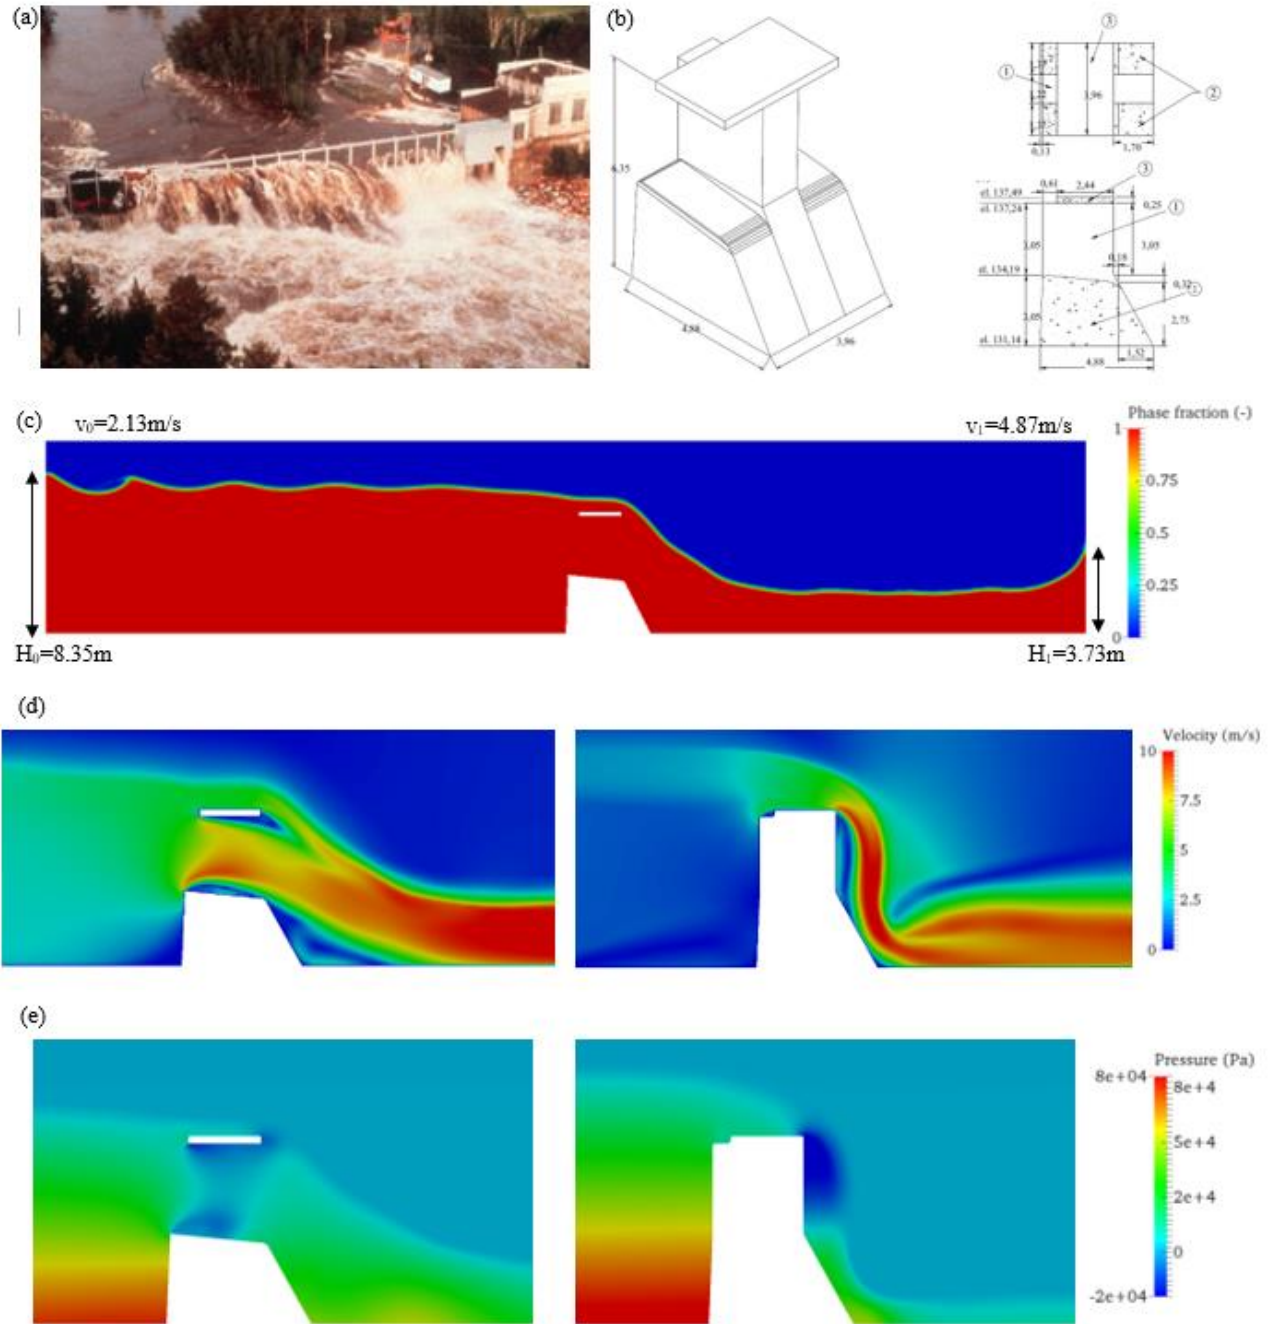 (a)
(b)
③
①
3,96
②
0,13
1,70
6,35
4,88
3,96
③
0,61
2,44
el. 137,49
el. 137,24
0,25
①
3,05
3,05
0,18
el. 134,19
0,32
②
3,05
2,73
el. 131,14
1,52
4,88
(c)
v₀=2.13m/s
v₁=4.87m/s
Phase fraction (-)
1
0.75
0.5
0.25
0
H₀=8.35m
H₁=3.73m
(d)
Velocity (m/s)
10
7.5
5
2.5
0
(e)
Pressure (Pa)
8e+04
8e+4
5e+4
2e+4
0
-2e+04